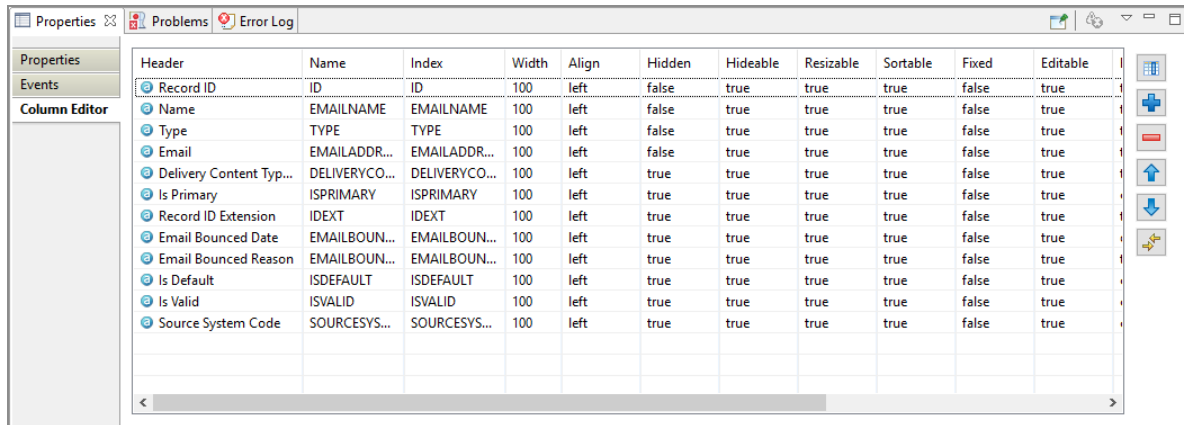 Properties Problems Error Log
Properties
Events
Column Editor
Header Name Index Width Align Hidden Hideable Resizable Sortable Fixed Editable
Record ID ID ID 100 left false true true true false true
Name EMAILNAME EMAILNAME 100 left false true true true false true
Type TYPE TYPE 100 left false true true true false true
Email EMAILADDR... EMAILADDR... 100 left false true true true false true
Delivery Content Typ... DELIVERYCO... DELIVERYCO... 100 left true true true true false true
Is Primary ISPRIMARY ISPRIMARY 100 left true true true true false true
Record ID Extension IDEXT IDEXT 100 left true true true true false true
Email Bounced Date EMAILBOUN... EMAILBOUN... 100 left true true true true false true
Email Bounced Reason EMAILBOUN... EMAILBOUN... 100 left true true true true false true
Is Default ISDEFAULT ISDEFAULT 100 left true true true true false true
Is Valid ISVALID ISVALID 100 left true true true true false true
Source System Code SOURCESYS... SOURCESYS... 100 left true true true true false true